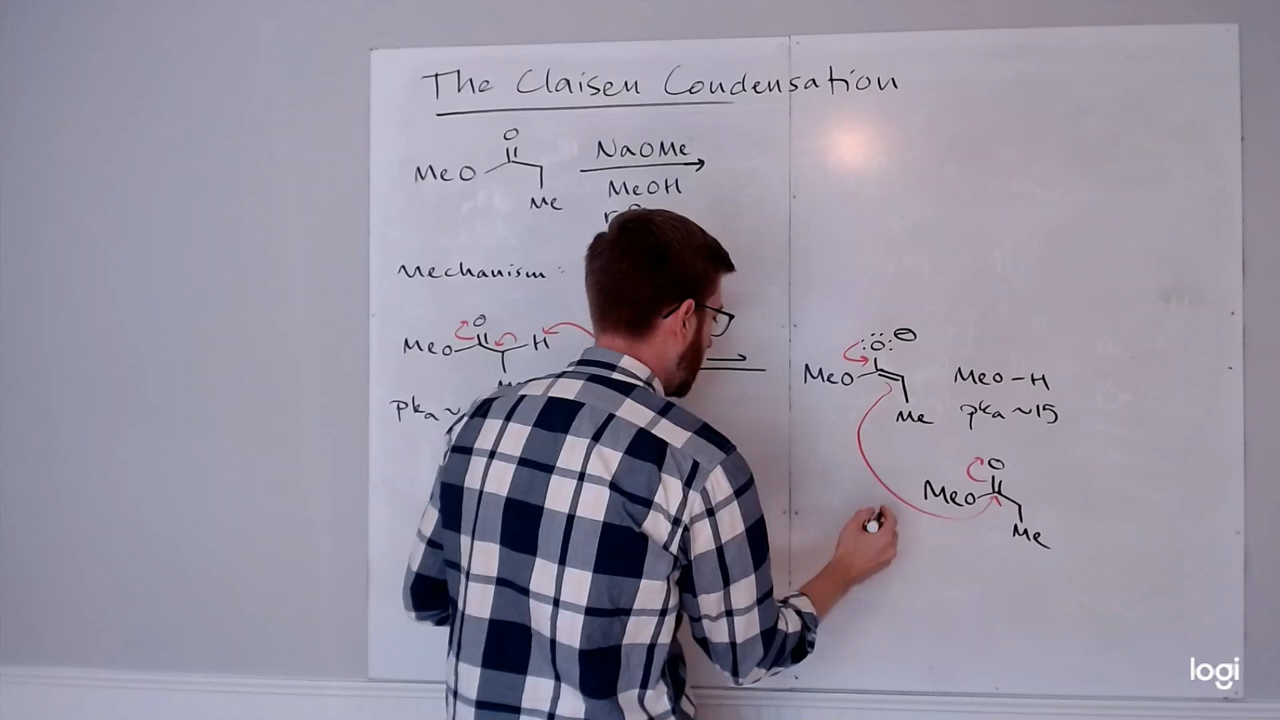 The Claisen Condensation
O
MeO
Me
NaOMe
MeOH
Mechanism:
O
MeO
H
pKa ~
:Ö: ⊖
MeO
Me
MeO-H
pKa ~15
O
MeO
Me
logi